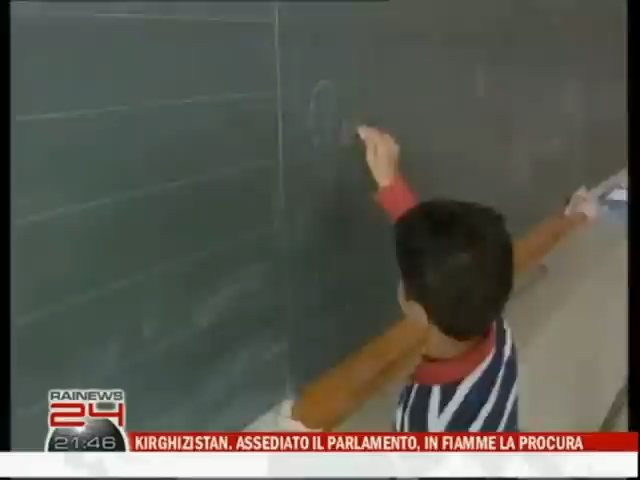 RAINEWS
24
21:46
KIRGHIZISTAN. ASSEDIATO IL PARLAMENTO, IN FIAMME LA PROCURA